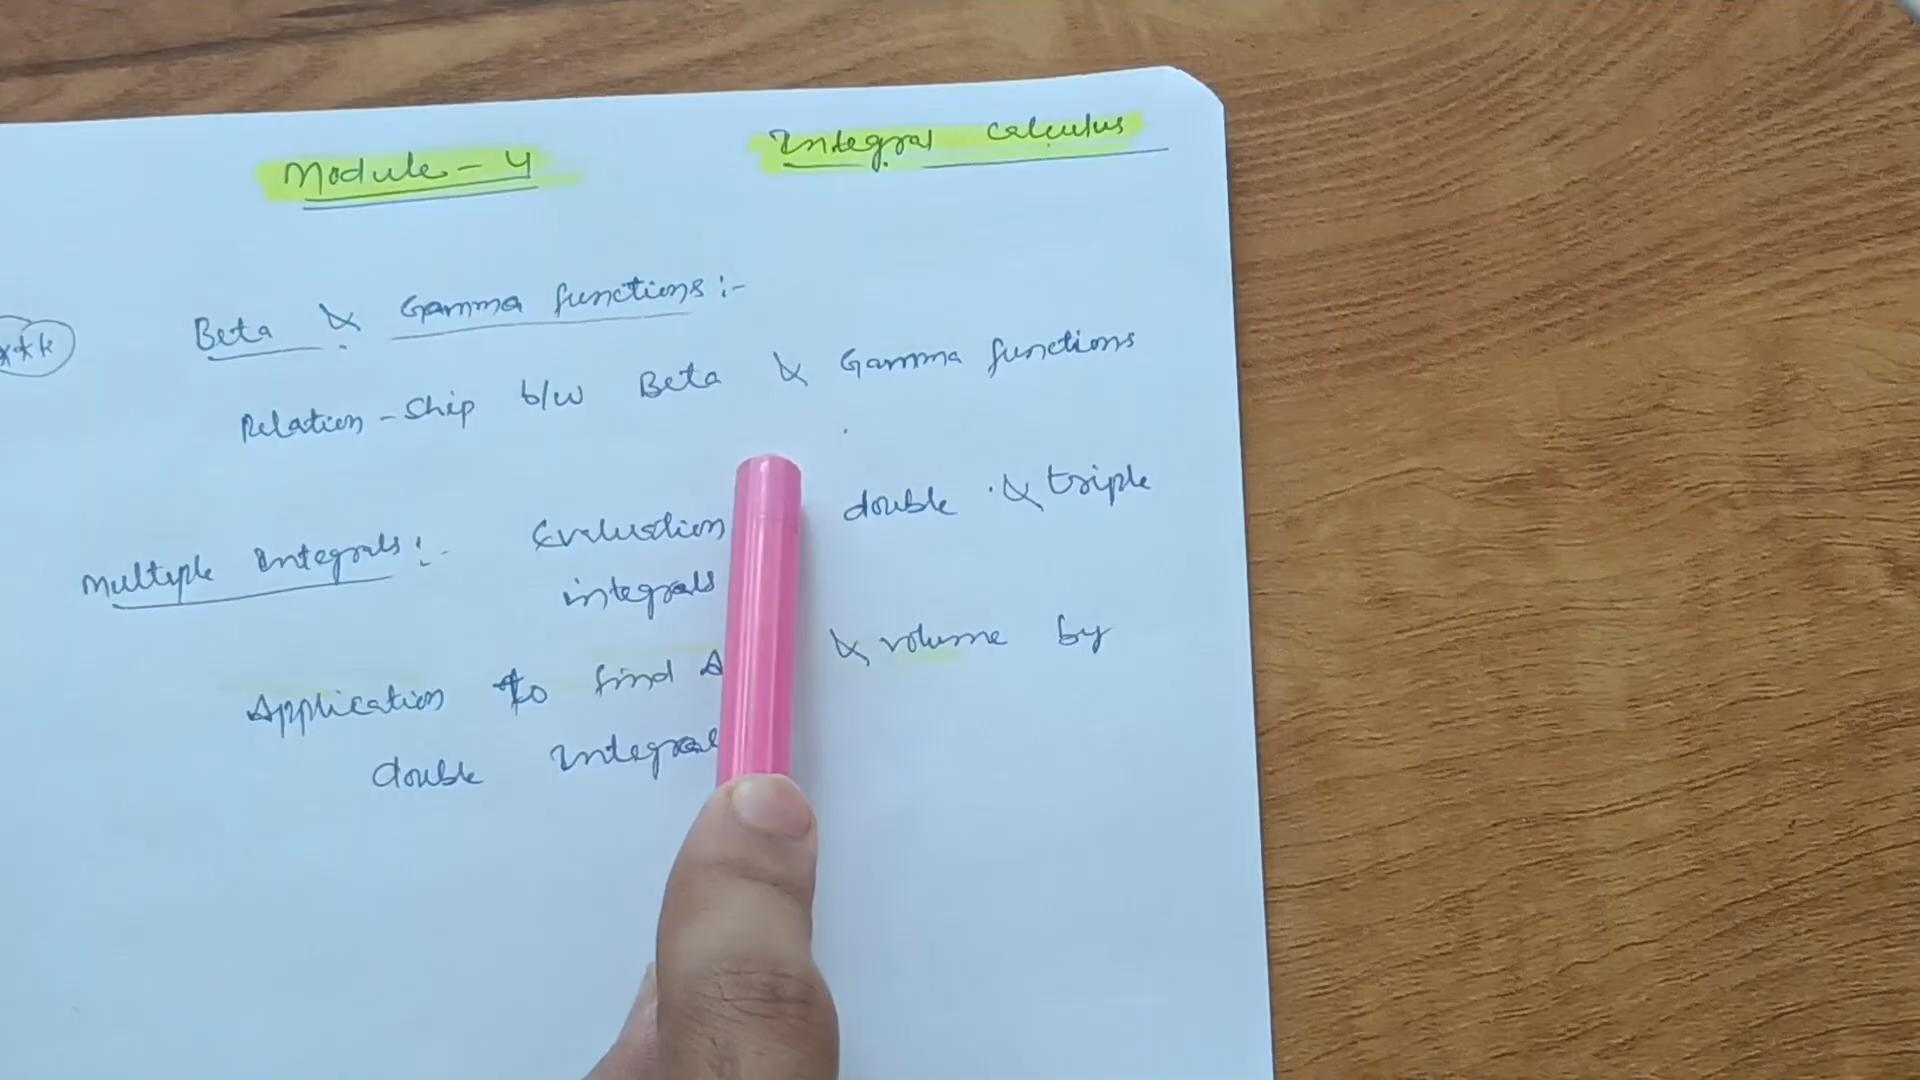 Module - 4 Integral calculus
Beta & Gamma functions :-
***
Relation - Ship b/w Beta & Gamma functions
Multiple Integrals :- Evaluation double & triple
integrals
Application to find A & volume by
double Integral